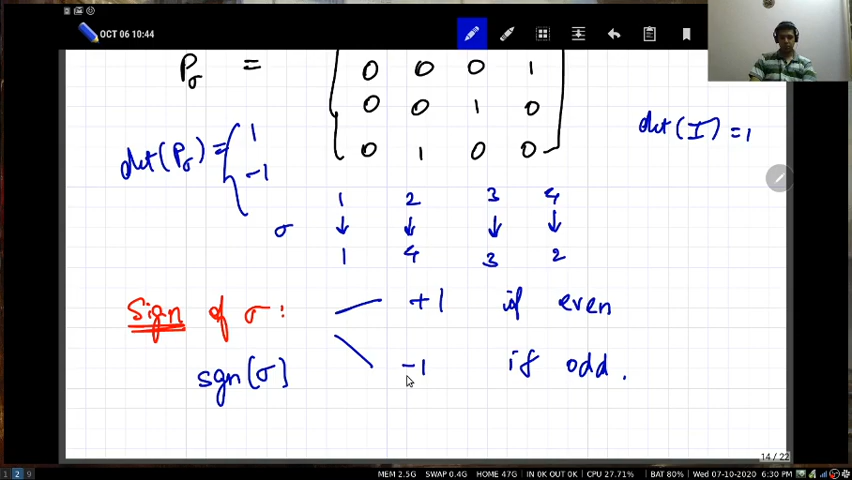 OCT 06 10:44
Pσ =
0 0 0 1
0 0 1 0
0 1 0 0
det(I) = 1
det(Pσ) = { 1
-1
1 2 3 4
σ ↓ ↓ ↓ ↓
1 4 3 2
Sign of σ : +1 if even
sgn(σ) -1 if odd .
14 / 22
1 2 9 MEM 2.5G SWAP 0.4G HOME 47G IN 0K OUT 0K CPU 27.71% BAT 80% Wed 07-10-2020 6:30 PM